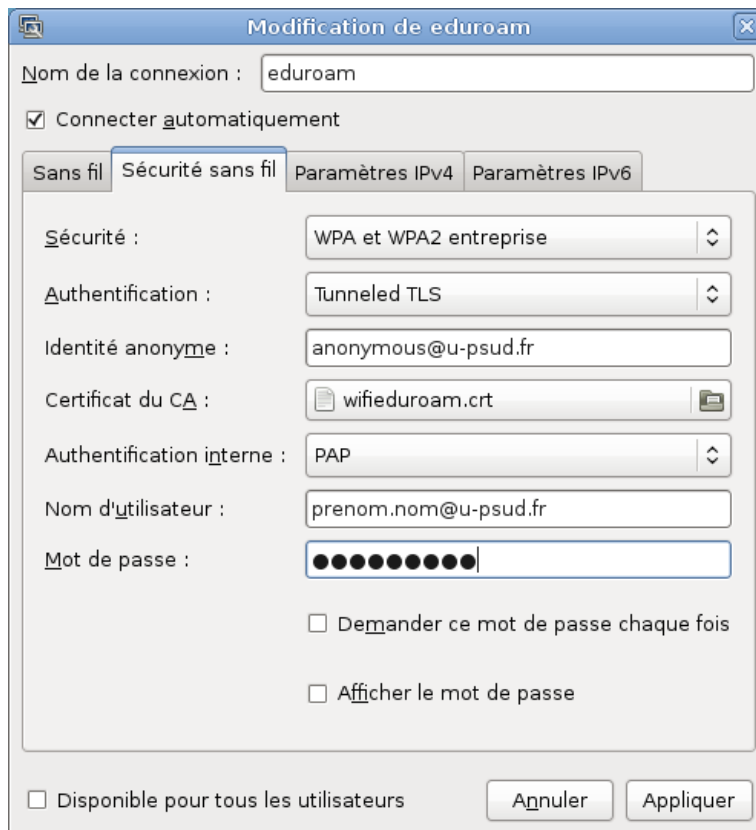 Modification de eduroam
Nom de la connexion : eduroam
Connecter automatiquement
Sans fil Sécurité sans fil Paramètres IPv4 Paramètres IPv6
Sécurité : WPA et WPA2 entreprise
Authentification : Tunneled TLS
Identité anonyme : anonymous@u-psud.fr
Certificat du CA : wifieduroam.crt
Authentification interne : PAP
Nom d'utilisateur : prenom.nom@u-psud.fr
Mot de passe : ●●●●●●●●●
Demander ce mot de passe chaque fois
Afficher le mot de passe
Disponible pour tous les utilisateurs Annuler Appliquer